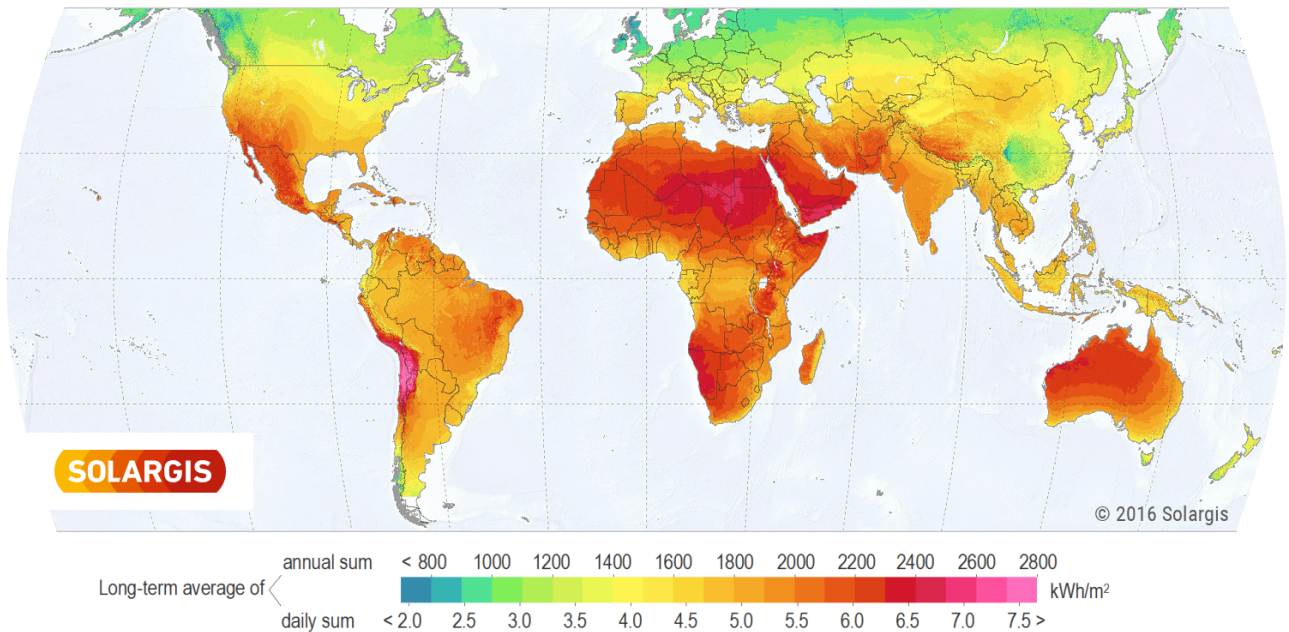 SOLARGIS
© 2016 Solargis
annual sum < 800 1000 1200 1400 1600 1800 2000 2200 2400 2600 2800
Long-term average of kWh/m²
daily sum < 2.0 2.5 3.0 3.5 4.0 4.5 5.0 5.5 6.0 6.5 7.0 7.5 >